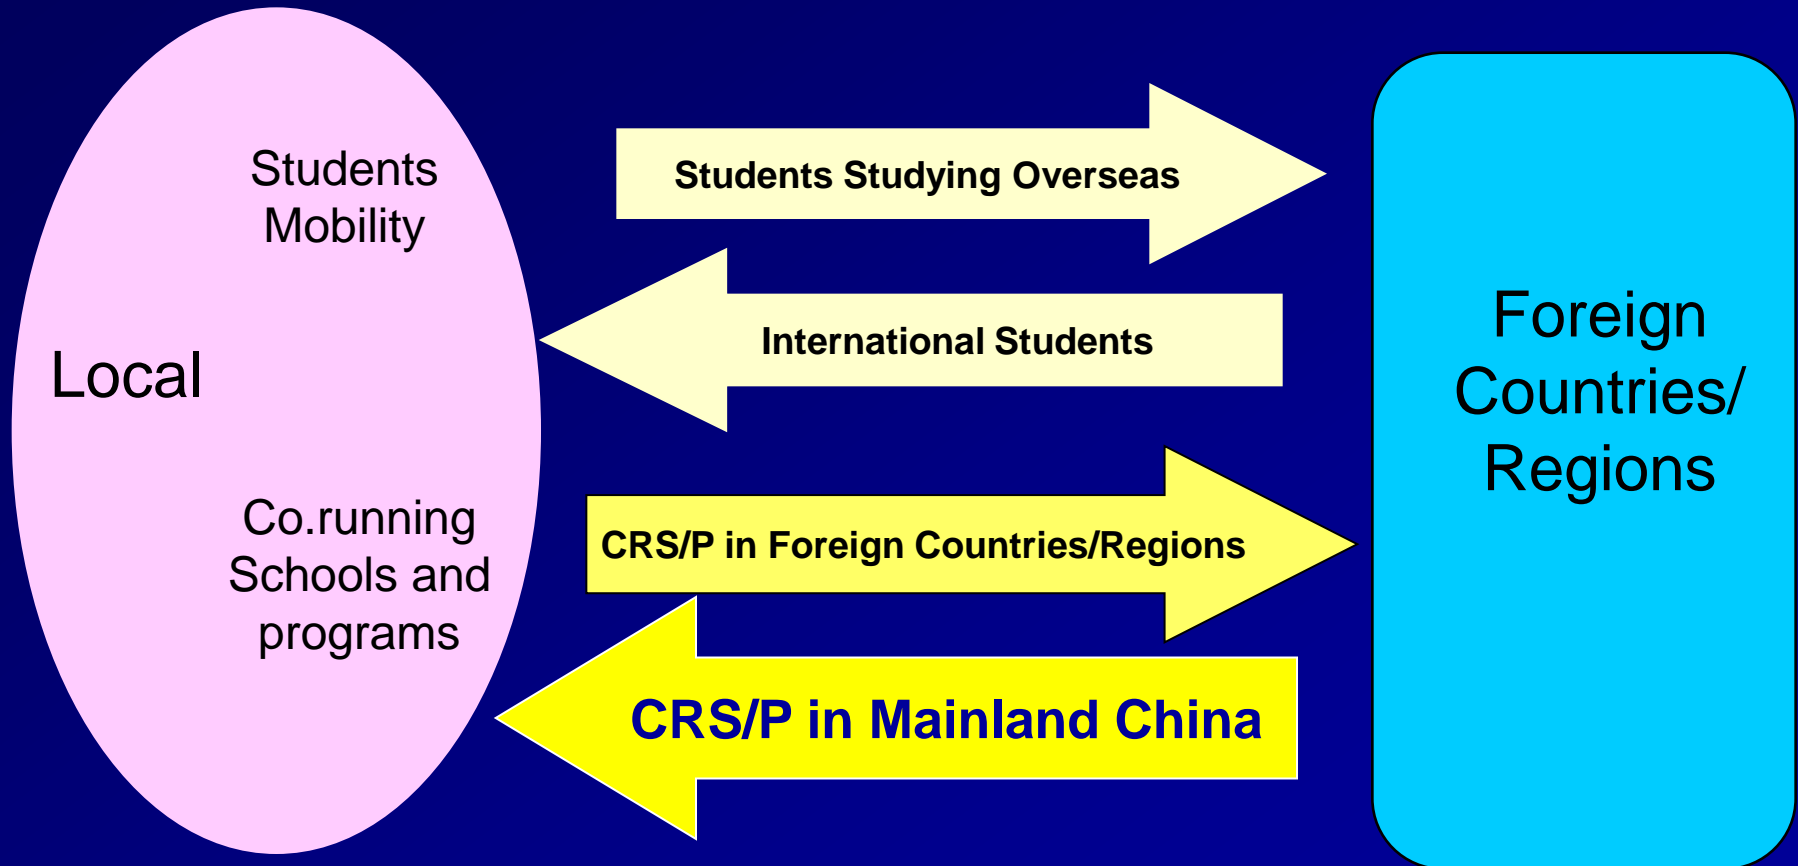 Students
Mobility
Local
Co.running
Schools and
programs
Students Studying Overseas
International Students
CRS/P in Foreign Countries/Regions
CRS/P in Mainland China
Foreign
Countries/
Regions